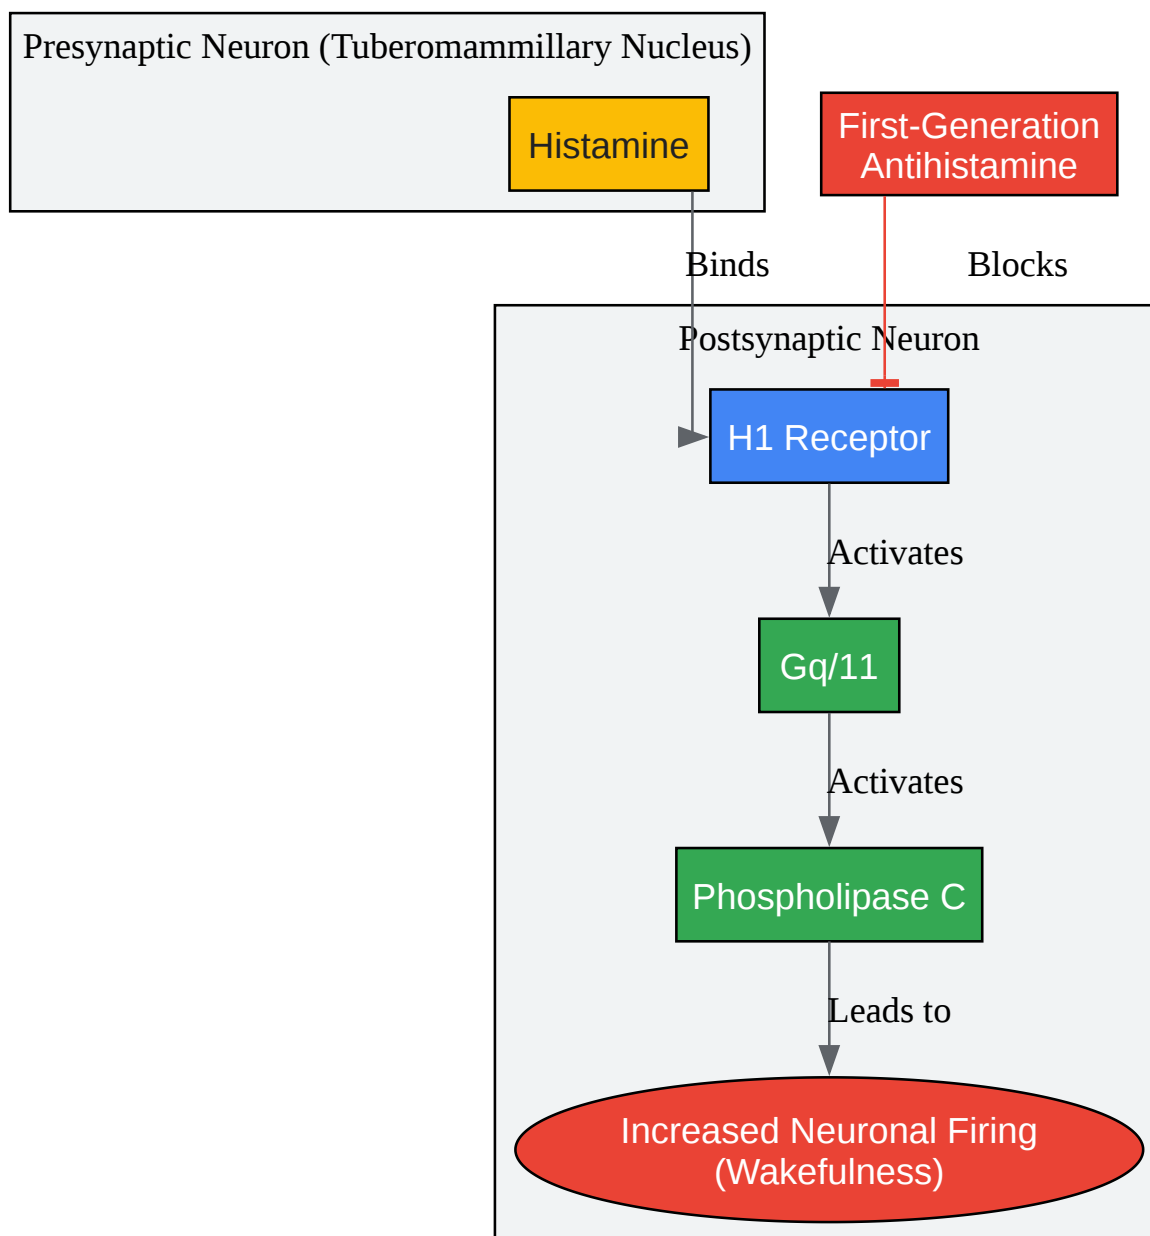 Presynaptic Neuron (Tuberomammillary Nucleus)
Histamine
First-Generation
Antihistamine
Binds
Blocks
Postsynaptic Neuron
H1 Receptor
Activates
Gq/11
Activates
Phospholipase C
Leads to
Increased Neuronal Firing
(Wakefulness)